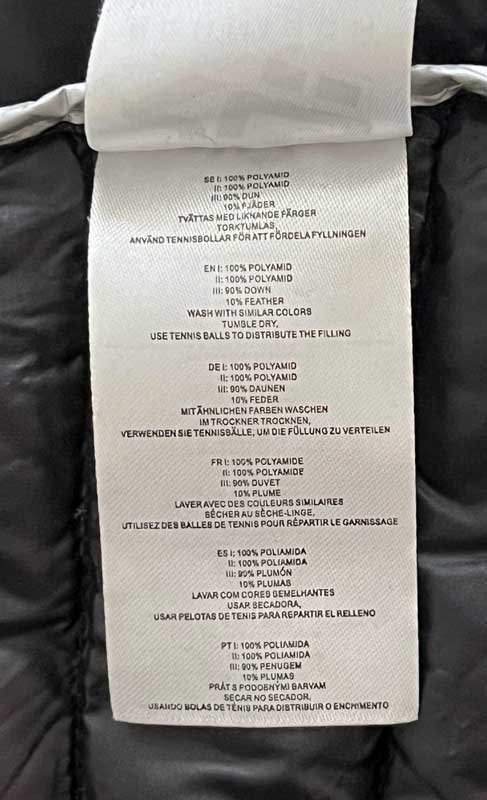 SE I: 100% POLYAMID
II: 100% POLYAMID
III: 90% DUN
10% FJÄDER
TVÄTTAS MED LIKNANDE FÄRGER
TORKTUMLAS,
ANVÄND TENNISBOLLAR FÖR ATT FÖRDELA FYLLNINGEN
EN I: 100% POLYAMID
II: 100% POLYAMID
III: 90% DOWN
10% FEATHER
WASH WITH SIMILAR COLORS
TUMBLE DRY,
USE TENNIS BALLS TO DISTRIBUTE THE FILLING
DE I: 100% POLYAMID
II: 100% POLYAMID
III: 90% DAUNEN
10% FEDER
MIT ÄHNLICHEN FARBEN WASCHEN
IM TROCKNER TROCKNEN,
VERWENDEN SIE TENNISBÄLLE, UM DIE FÜLLUNG ZU VERTEILEN
FR I: 100% POLYAMIDE
II: 100% POLYAMIDE
III: 90% DUVET
10% PLUME
LAVER AVEC DES COULEURS SIMILAIRES
SÉCHER AU SÈCHE-LINGE,
UTILISEZ DES BALLES DE TENNIS POUR RÉPARTIR LE GARNISSAGE
ES I: 100% POLIAMIDA
II: 100% POLIAMIDA
III: 90% PLUMÓN
10% PLUMAS
LAVAR COM CORES SEMELHANTES
USAR SECADORA,
USAR PELOTAS DE TENIS PARA REPARTIR EL RELLENO
PT I: 100% POLIAMIDA
II: 100% POLIAMIDA
III: 90% PENUGEM
10% PLUMAS
PRÁT S PODOBNÝMI BARVAM
SECAR NO SECADOR,
USANDO BOLAS DE TÉNIS PARA DISTRIBUIR O ENCHIMENTO